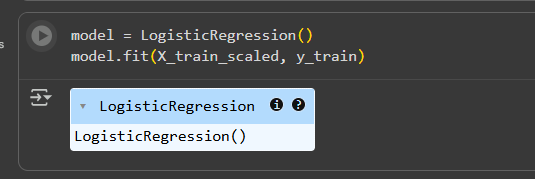 s
model = LogisticRegression()
model.fit(X_train_scaled, y_train)
LogisticRegression i ?
LogisticRegression()